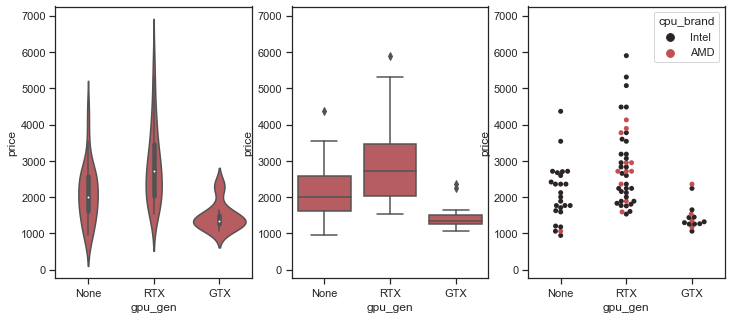 7000
6000
5000
4000
3000
2000
1000
0
price
None RTX GTX
gpu_gen
7000
6000
5000
4000
3000
2000
1000
0
price
None RTX GTX
gpu_gen
7000
6000
5000
4000
3000
2000
1000
0
price
None RTX GTX
gpu_gen
cpu_brand
Intel
AMD